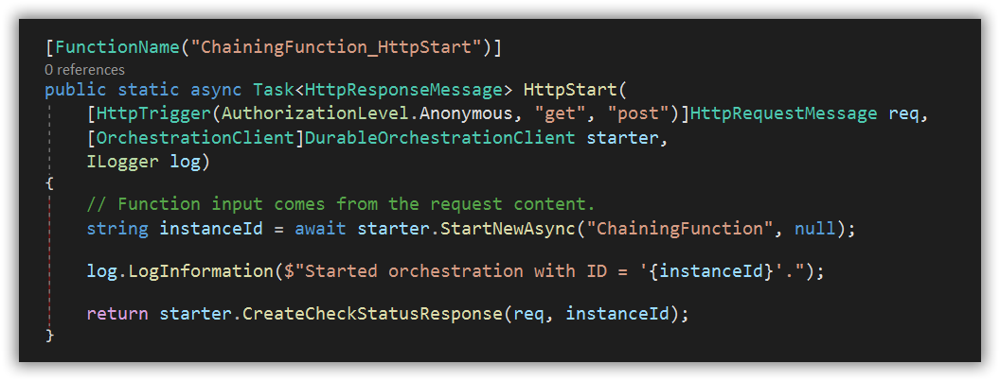 [FunctionName("ChainingFunction_HttpStart")]
0 references
public static async Task<HttpResponseMessage> HttpStart(
[HttpTrigger(AuthorizationLevel.Anonymous, "get", "post")]HttpRequestMessage req,
[OrchestrationClient]DurableOrchestrationClient starter,
ILogger log)
{
// Function input comes from the request content.
string instanceId = await starter.StartNewAsync("ChainingFunction", null);
log.LogInformation($"Started orchestration with ID = '{instanceId}'.");
return starter.CreateCheckStatusResponse(req, instanceId);
}